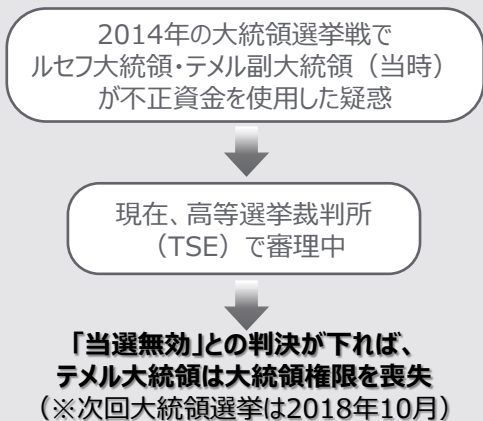 2014年の大統領選挙戦で
ルセフ大統領・テメル副大統領（当時）
が不正資金を使用した疑惑
現在、高等選挙裁判所
（TSE）で審理中
「当選無効」との判決が下れば、
テメル大統領は大統領権限を喪失
（※次回大統領選挙は2018年10月）